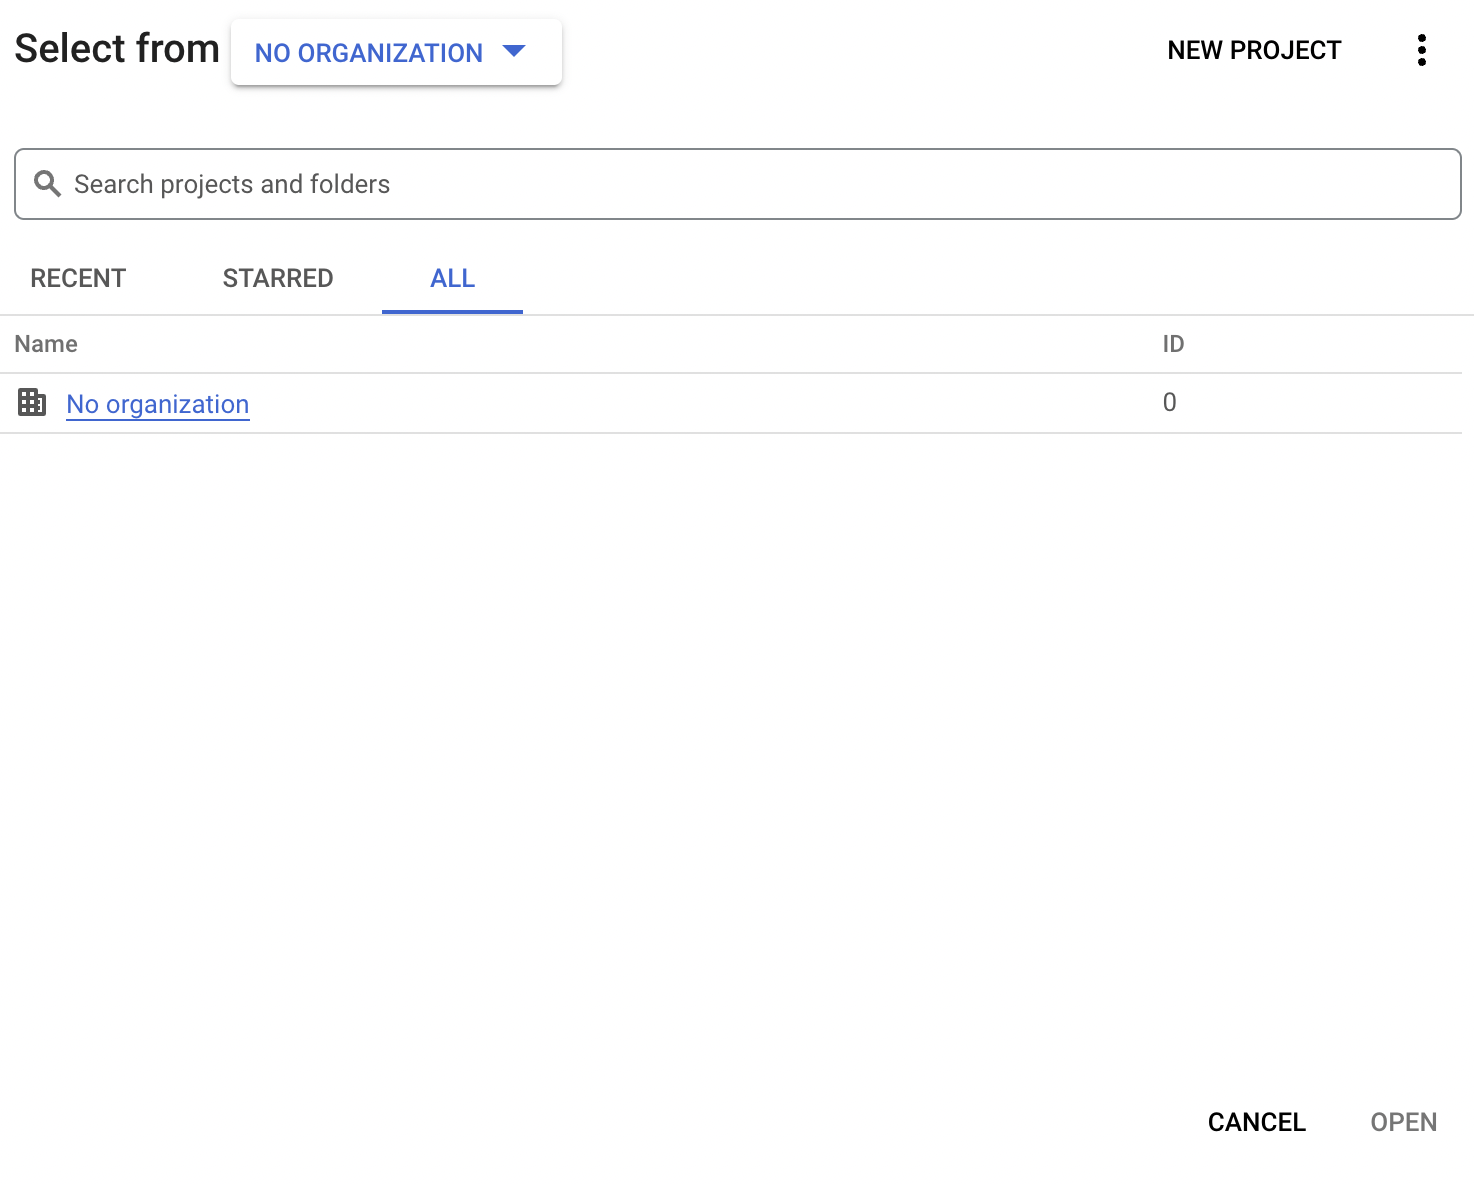 Select from NO ORGANIZATION NEW PROJECT
Search projects and folders
RECENT STARRED ALL
Name ID
No organization 0
CANCEL OPEN